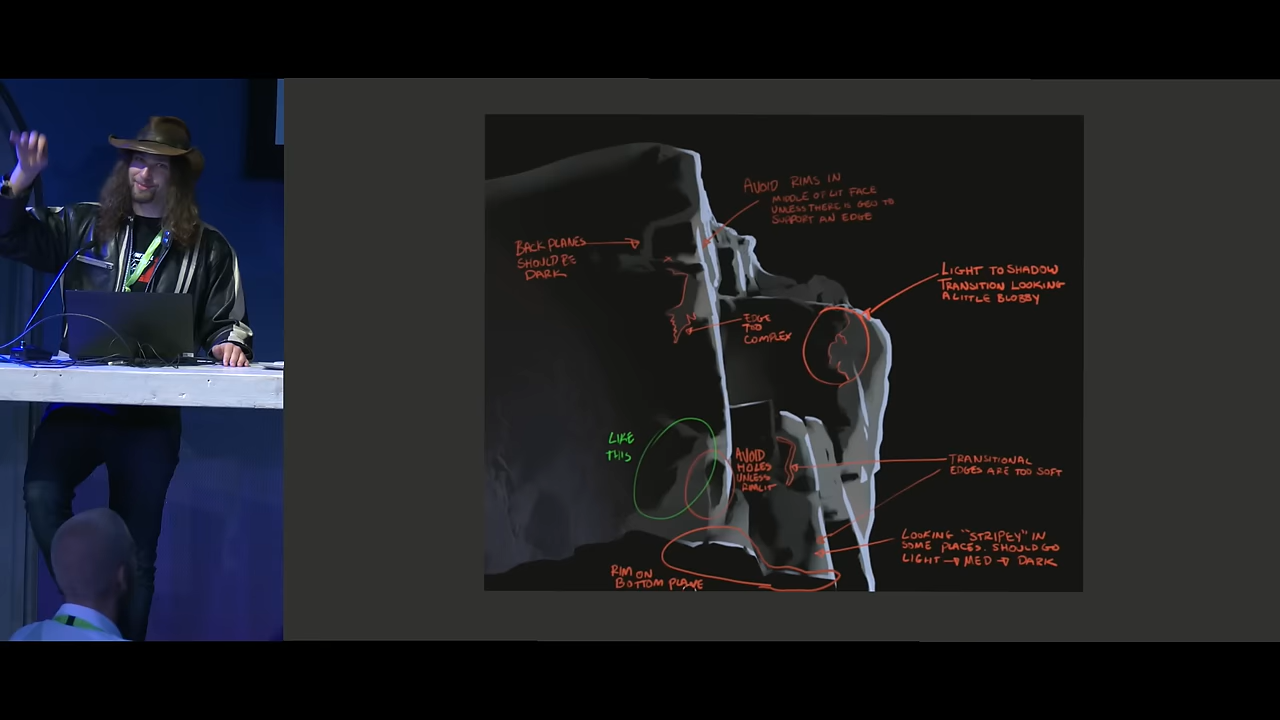 AVOID RIMS IN
MIDDLE OF LIT FACE
UNLESS THERE IS GEO TO
SUPPORT AN EDGE
BACK PLANES
SHOULD BE
DARK
LIGHT TO SHADOW
TRANSITION LOOKING
A LITTLE BLOBBY
EDGE
TOO
COMPLEX
LIKE
THIS
AVOID
HOLES
UNLESS
RIMLIT
TRANSITIONAL
EDGES ARE TOO SOFT
LOOKING "STRIPEY" IN
SOME PLACES. SHOULD GO
LIGHT → MED → DARK
RIM ON
BOTTOM PLANE